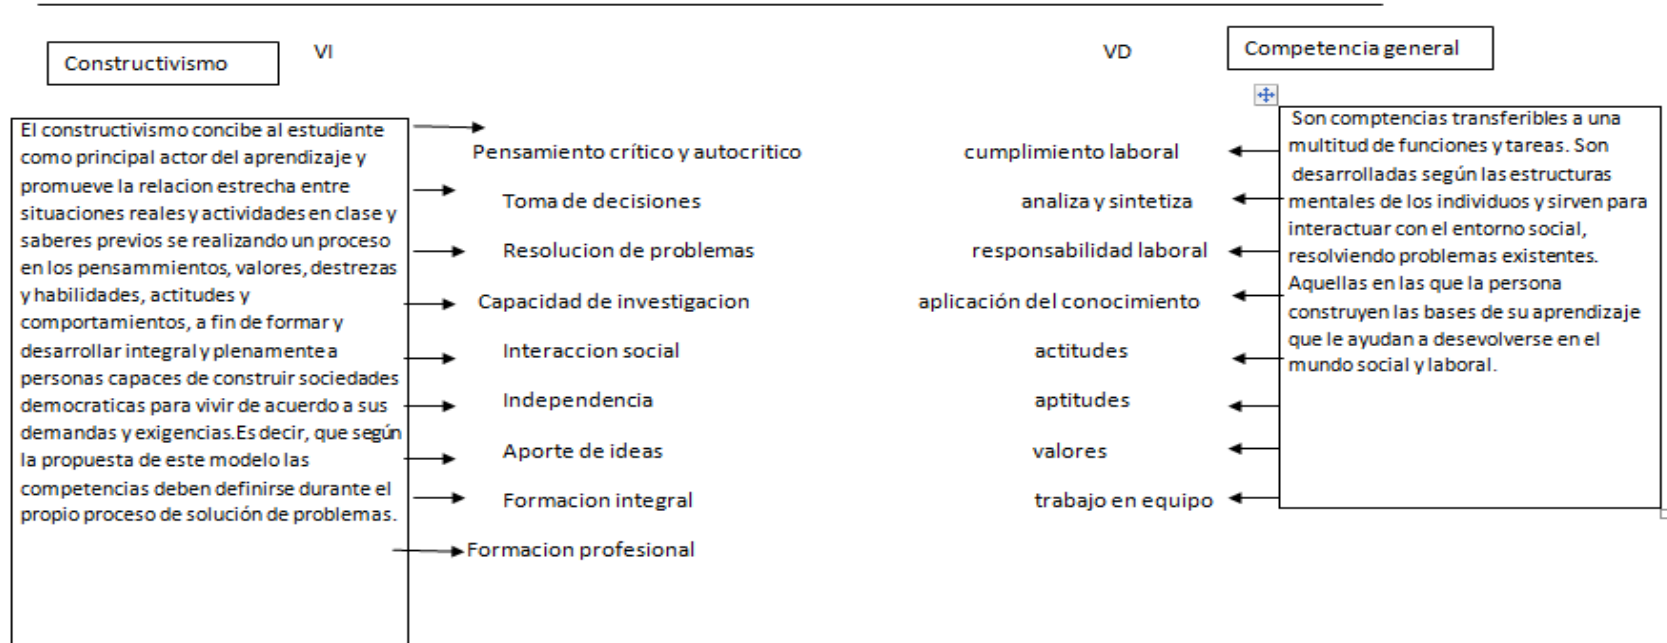 Constructivismo
VI
VD
Competencia general
El constructivismo concibe al estudiante
como principal actor del aprendizaje y
promueve la relacion estrecha entre
situaciones reales y actividades en clase y
saberes previos se realizando un proceso
en los pensammientos, valores, destrezas
y habilidades, actitudes y
comportamientos, a fin de formar y
desarrollar integral y plenamente a
personas capaces de construir sociedades
democraticas para vivir de acuerdo a sus
demandas y exigencias.Es decir, que según
la propuesta de este modelo las
competencias deben definirse durante el
propio proceso de solución de problemas.
Pensamiento crítico y autocritico
Toma de decisiones
Resolucion de problemas
Capacidad de investigacion
Interaccion social
Independencia
Aporte de ideas
Formacion integral
Formacion profesional
cumplimiento laboral
analiza y sintetiza
responsabilidad laboral
aplicación del conocimiento
actitudes
aptitudes
valores
trabajo en equipo
Son comptencias transferibles a una
multitud de funciones y tareas. Son
desarrolladas según las estructuras
mentales de los individuos y sirven para
interactuar con el entorno social,
resolviendo problemas existentes.
Aquellas en las que la persona
construyen las bases de su aprendizaje
que le ayudan a desevolverse en el
mundo social y laboral.